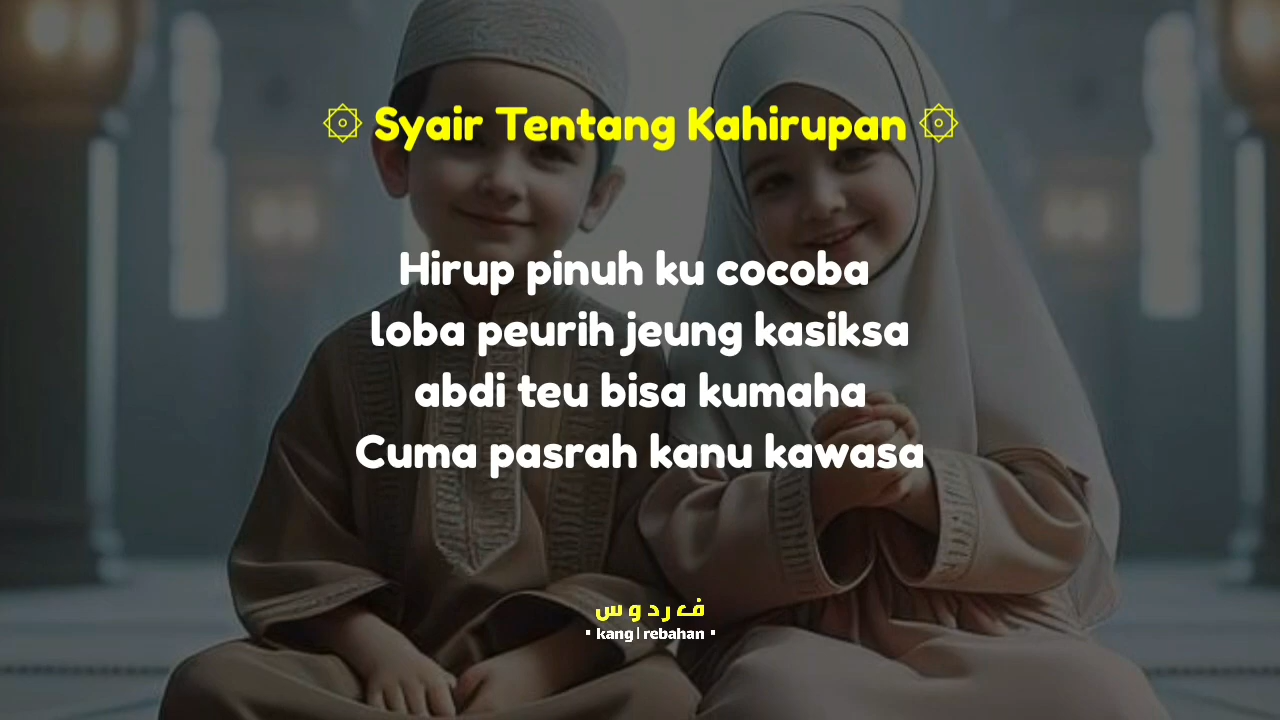 ۞ Syair Tentang Kahirupan ۞
Hirup pinuh ku cocoba
loba peurih jeung kasiksa
abdi teu bisa kumaha
Cuma pasrah kanu kawasa
· kang| rebahan ·